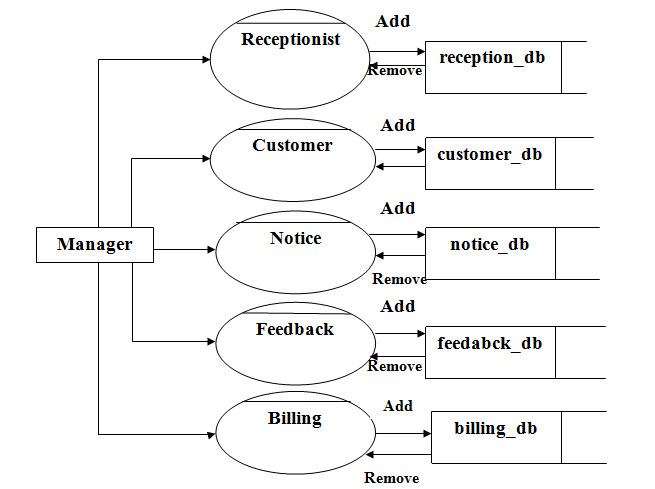 Add
Receptionist
reception_db
Remove
Add
Customer
customer_db
Add
Manager
Notice
notice_db
Remove
Add
Feedback
feedabck_db
Remove
Add
Billing
billing_db
Remove